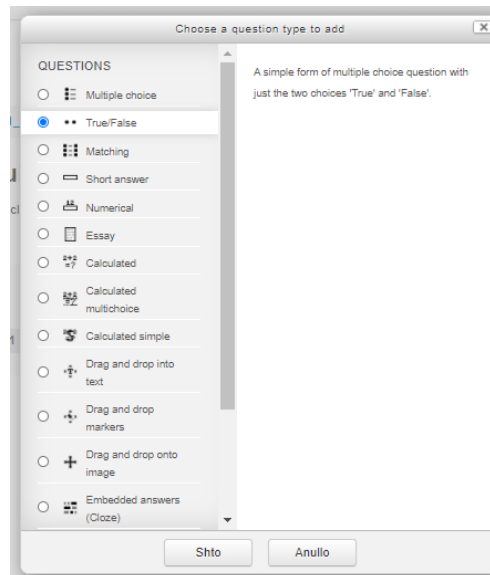 Choose a question type to add
QUESTIONS
Multiple choice
True/False
Matching
Short answer
Numerical
Essay
Calculated
Calculated
multichoice
Calculated simple
Drag and drop into
text
Drag and drop
markers
Drag and drop onto
image
Embedded answers
(Cloze)
A simple form of multiple choice question with
just the two choices 'True' and 'False'.
Shto
Anullo